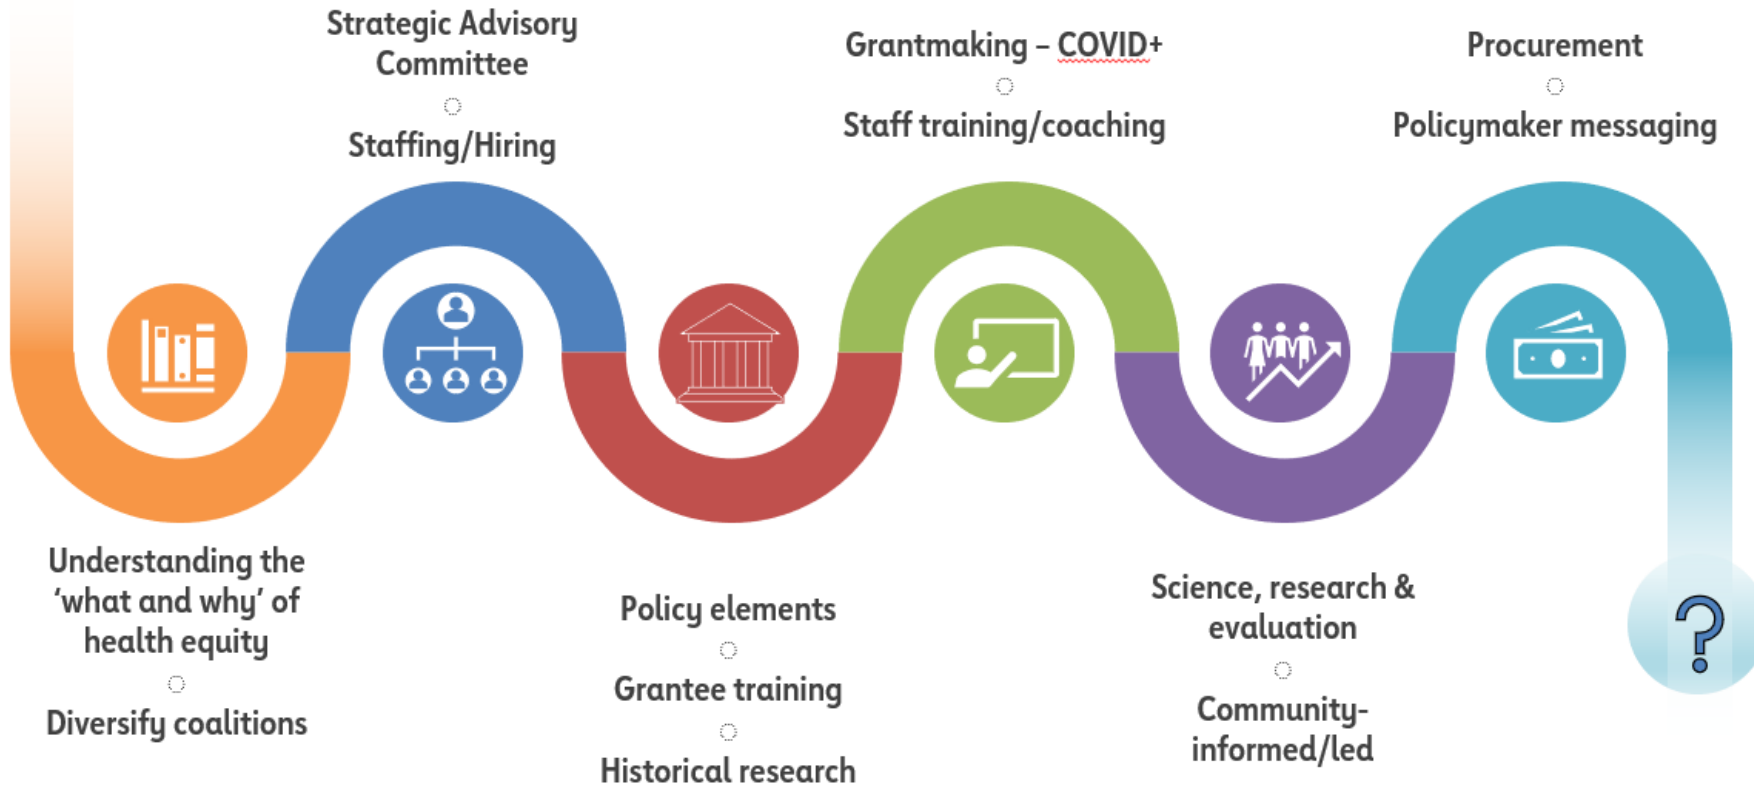 Strategic Advisory
Committee
Staffing/Hiring
Grantmaking – COVID+
Staff training/coaching
Procurement
Policymaker messaging
Understanding the
‘what and why’ of
health equity
Diversify coalitions
Policy elements
Grantee training
Historical research
Science, research &
evaluation
Community-
informed/led
?